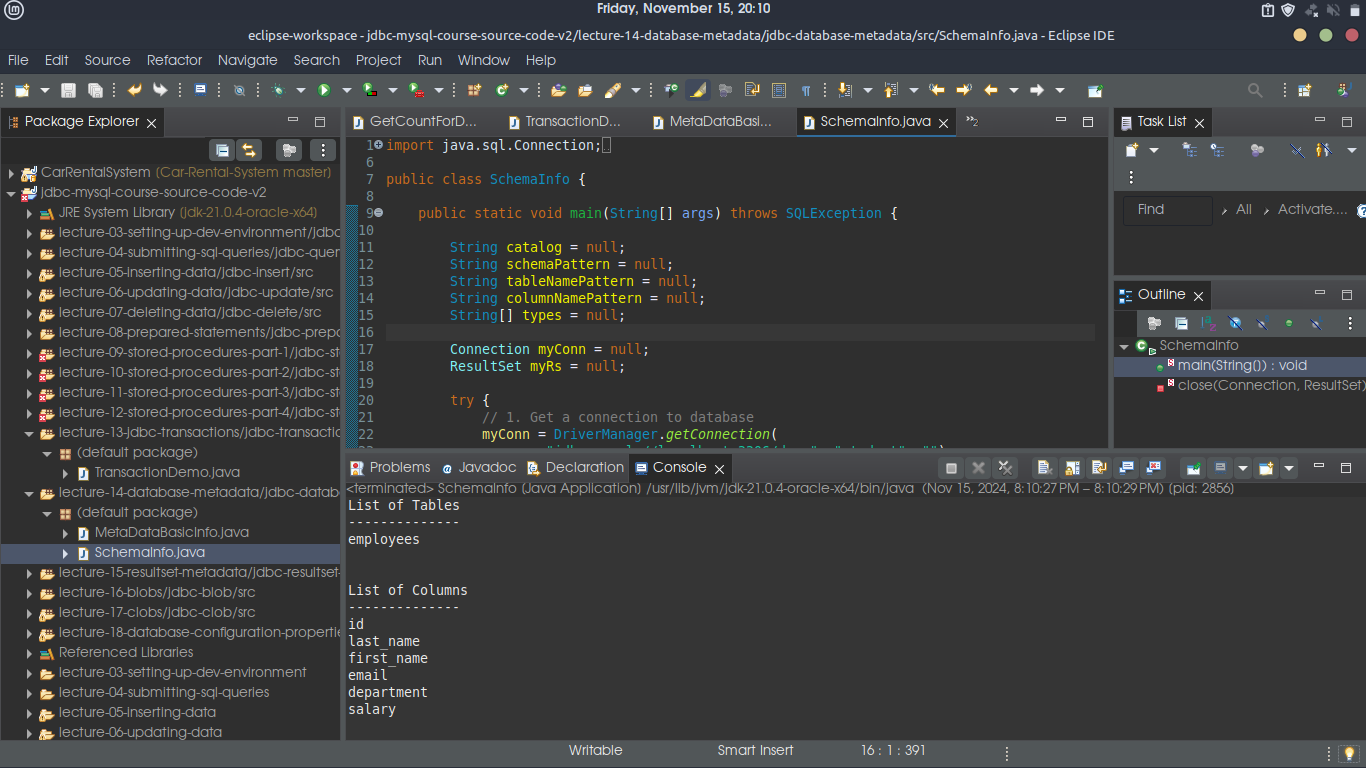 Friday, November 15, 20:10
eclipse-workspace - jdbc-mysql-course-source-code-v2/lecture-14-database-metadata/jdbc-database-metadata/src/SchemaInfo.java - Eclipse IDE
File Edit Source Refactor Navigate Search Project Run Window Help
Package Explorer
CarRentalSystem [Car-Rental-System master]
jdbc-mysql-course-source-code-v2
JRE System Library [jdk-21.0.4-oracle-x64]
lecture-03-setting-up-dev-environment/jdbc
lecture-04-submitting-sql-queries/jdbc-quer
lecture-05-inserting-data/jdbc-insert/src
lecture-06-updating-data/jdbc-update/src
lecture-07-deleting-data/jdbc-delete/src
lecture-08-prepared-statements/jdbc-prepa
lecture-09-stored-procedures-part-1/jdbc-st
lecture-10-stored-procedures-part-2/jdbc-st
lecture-11-stored-procedures-part-3/jdbc-st
lecture-12-stored-procedures-part-4/jdbc-st
lecture-13-jdbc-transactions/jdbc-transactic
(default package)
TransactionDemo.java
lecture-14-database-metadata/jdbc-datab
(default package)
MetaDataBasicInfo.java
SchemaInfo.java
lecture-15-resultset-metadata/jdbc-resultset-
lecture-16-blobs/jdbc-blob/src
lecture-17-clobs/jdbc-clob/src
lecture-18-database-configuration-propertie
Referenced Libraries
lecture-03-setting-up-dev-environment
lecture-04-submitting-sql-queries
lecture-05-inserting-data
lecture-06-updating-data
GetCountForD... TransactionD... MetaDataBasi... SchemaInfo.java »2
1 import java.sql.Connection;
6
7 public class SchemaInfo {
8
9 public static void main(String[] args) throws SQLException {
10
11 String catalog = null;
12 String schemaPattern = null;
13 String tableNamePattern = null;
14 String columnNamePattern = null;
15 String[] types = null;
16
17 Connection myConn = null;
18 ResultSet myRs = null;
19
20 try {
21 // 1. Get a connection to database
22 myConn = DriverManager.getConnection(
Task List
Find All Activate...
Outline
SchemaInfo
main(String[]) : void
close(Connection, ResultSet)
Problems Javadoc Declaration Console
<terminated> SchemaInfo [Java Application] /usr/lib/jvm/jdk-21.0.4-oracle-x64/bin/java (Nov 15, 2024, 8:10:27 PM – 8:10:29 PM) [pid: 2856]
List of Tables
--------------
employees
List of Columns
--------------
id
last_name
first_name
email
department
salary
Writable Smart Insert 16 : 1 : 391